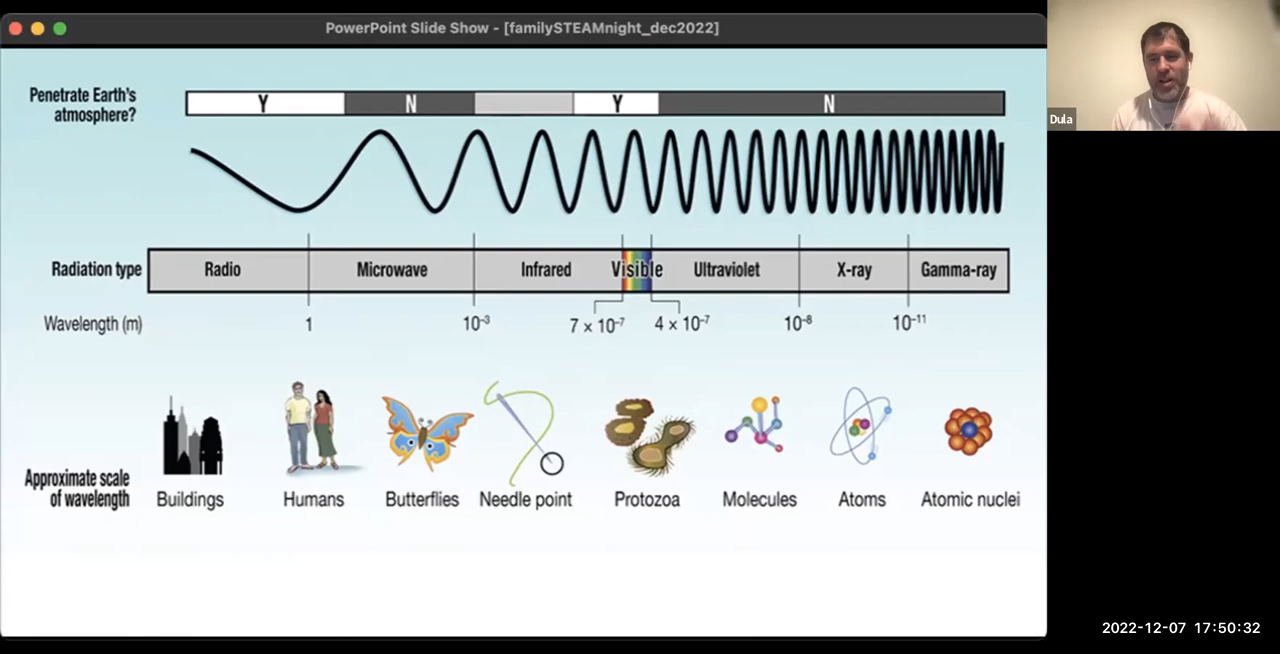 PowerPoint Slide Show - [familySTEAMnight_dec2022]
Dula
Penetrate Earth's
atmosphere?
Y N Y N
Radiation type
Radio Microwave Infrared Visible Ultraviolet X-ray Gamma-ray
Wavelength (m)
1 10⁻³ 7 × 10⁻⁷ 4 × 10⁻⁷ 10⁻⁸ 10⁻¹¹
Approximate scale
of wavelength
Buildings Humans Butterflies Needle point Protozoa Molecules Atoms Atomic nuclei
2022-12-07 17:50:32